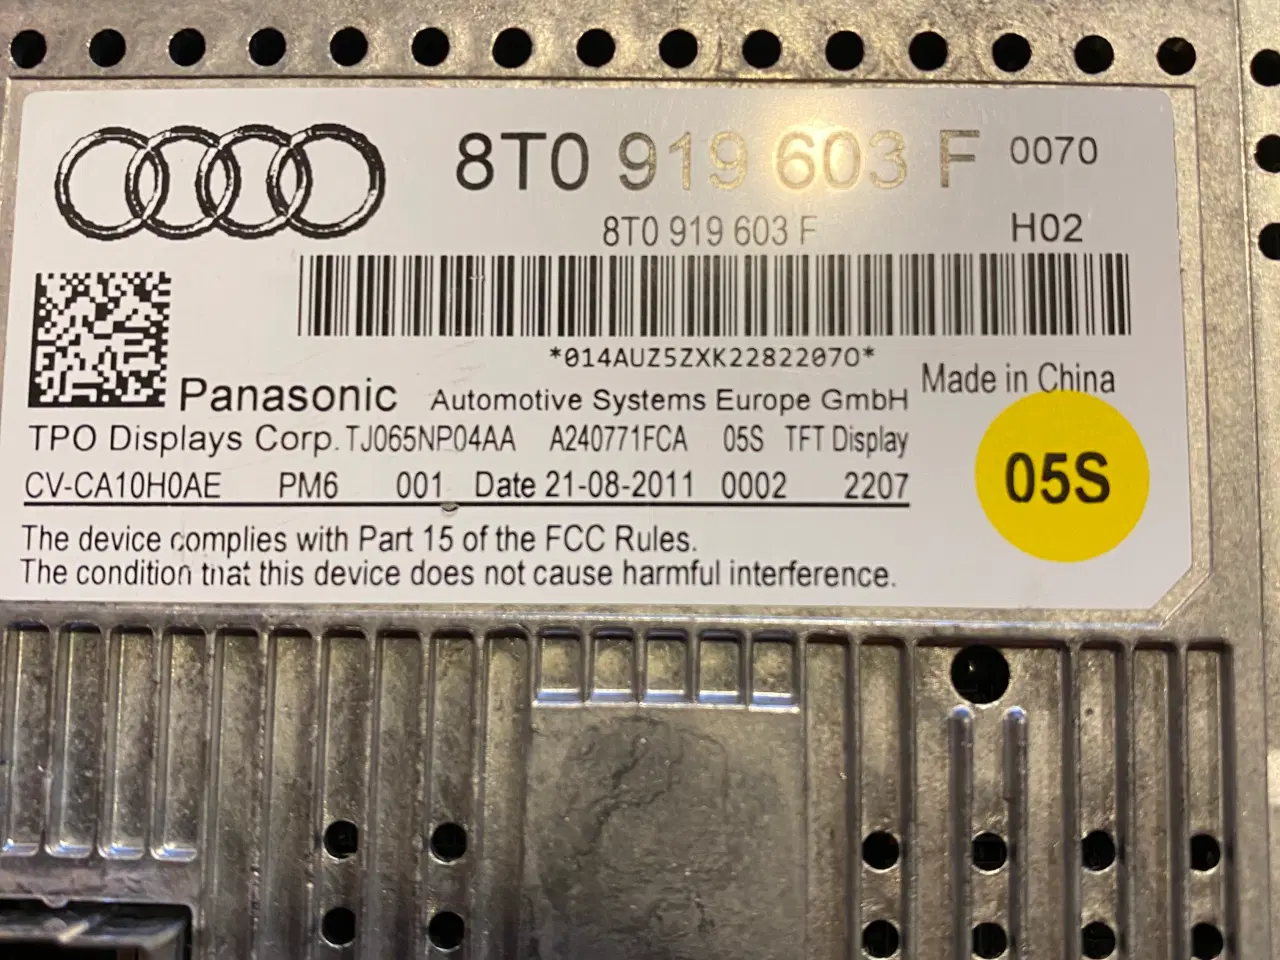 8T0 919 603 F 0070
8T0 919 603 F H02
*014AUZ5ZXK22822070*
Panasonic Automotive Systems Europe GmbH Made in China
TPO Displays Corp. TJ065NP04AA A240771FCA 05S TFT Display
CV-CA10H0AE PM6 001 Date 21-08-2011 0002 2207
05S
The device complies with Part 15 of the FCC Rules.
The condition that this device does not cause harmful interference.